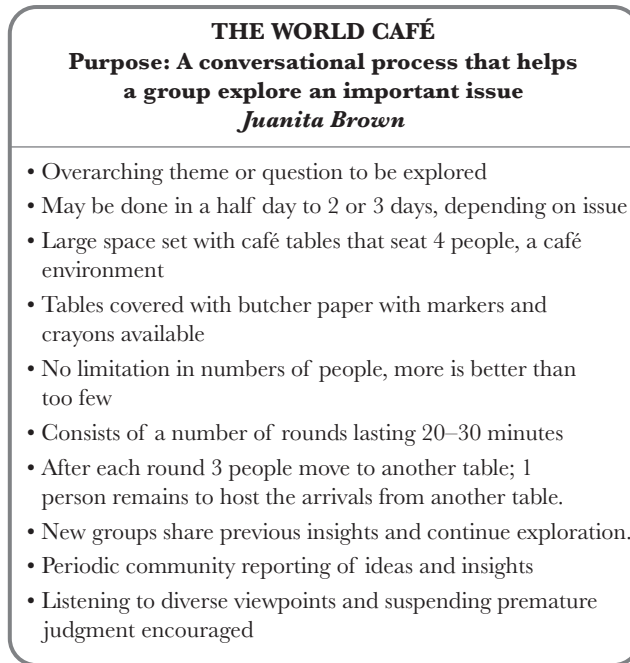 THE WORLD CAFÉ
Purpose: A conversational process that helps
a group explore an important issue
Juanita Brown
• Overarching theme or question to be explored
• May be done in a half day to 2 or 3 days, depending on issue
• Large space set with café tables that seat 4 people, a café
environment
• Tables covered with butcher paper with markers and
crayons available
• No limitation in numbers of people, more is better than
too few
• Consists of a number of rounds lasting 20–30 minutes
• After each round 3 people move to another table; 1
person remains to host the arrivals from another table.
• New groups share previous insights and continue exploration.
• Periodic community reporting of ideas and insights
• Listening to diverse viewpoints and suspending premature
judgment encouraged